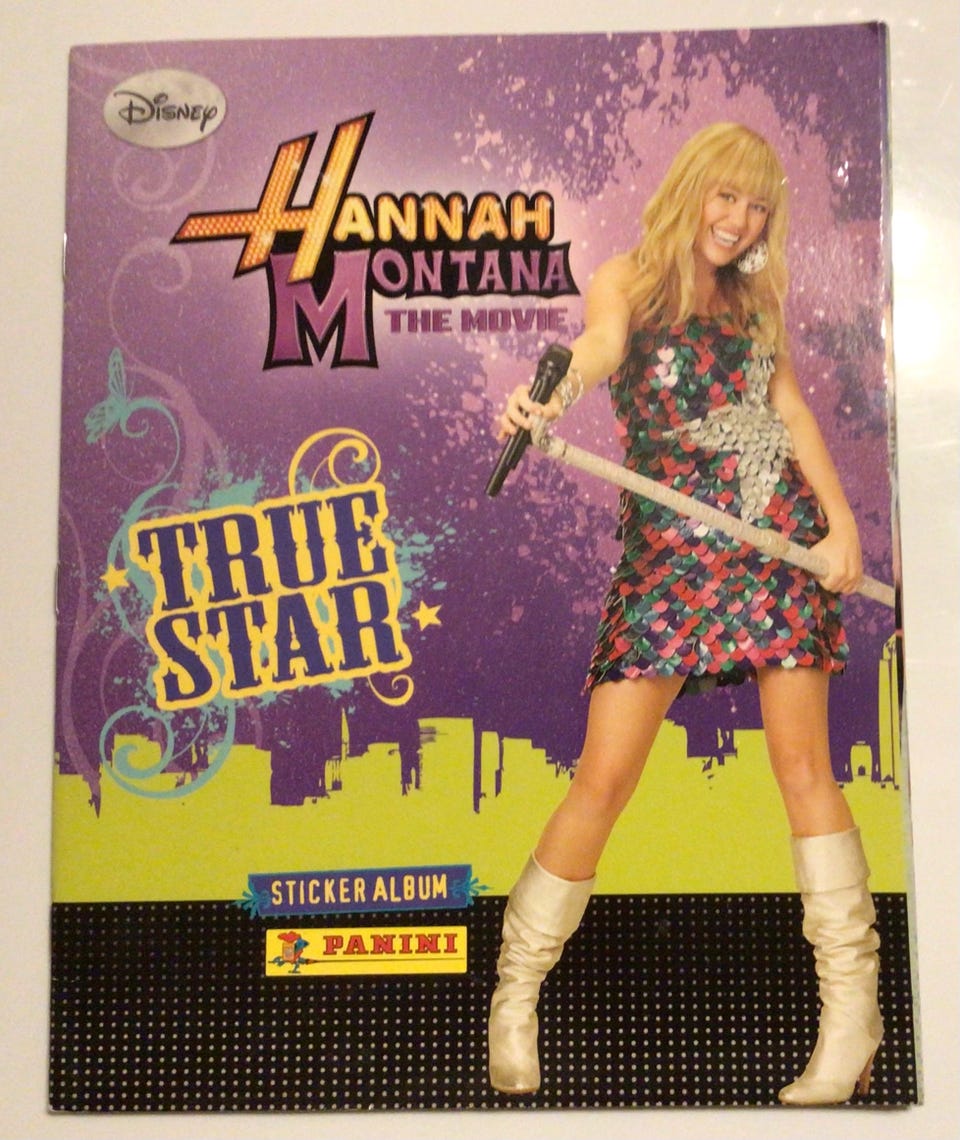 Disney
HANNAH
MONTANA
THE MOVIE
TRUE
STAR
STICKER ALBUM
PANINI